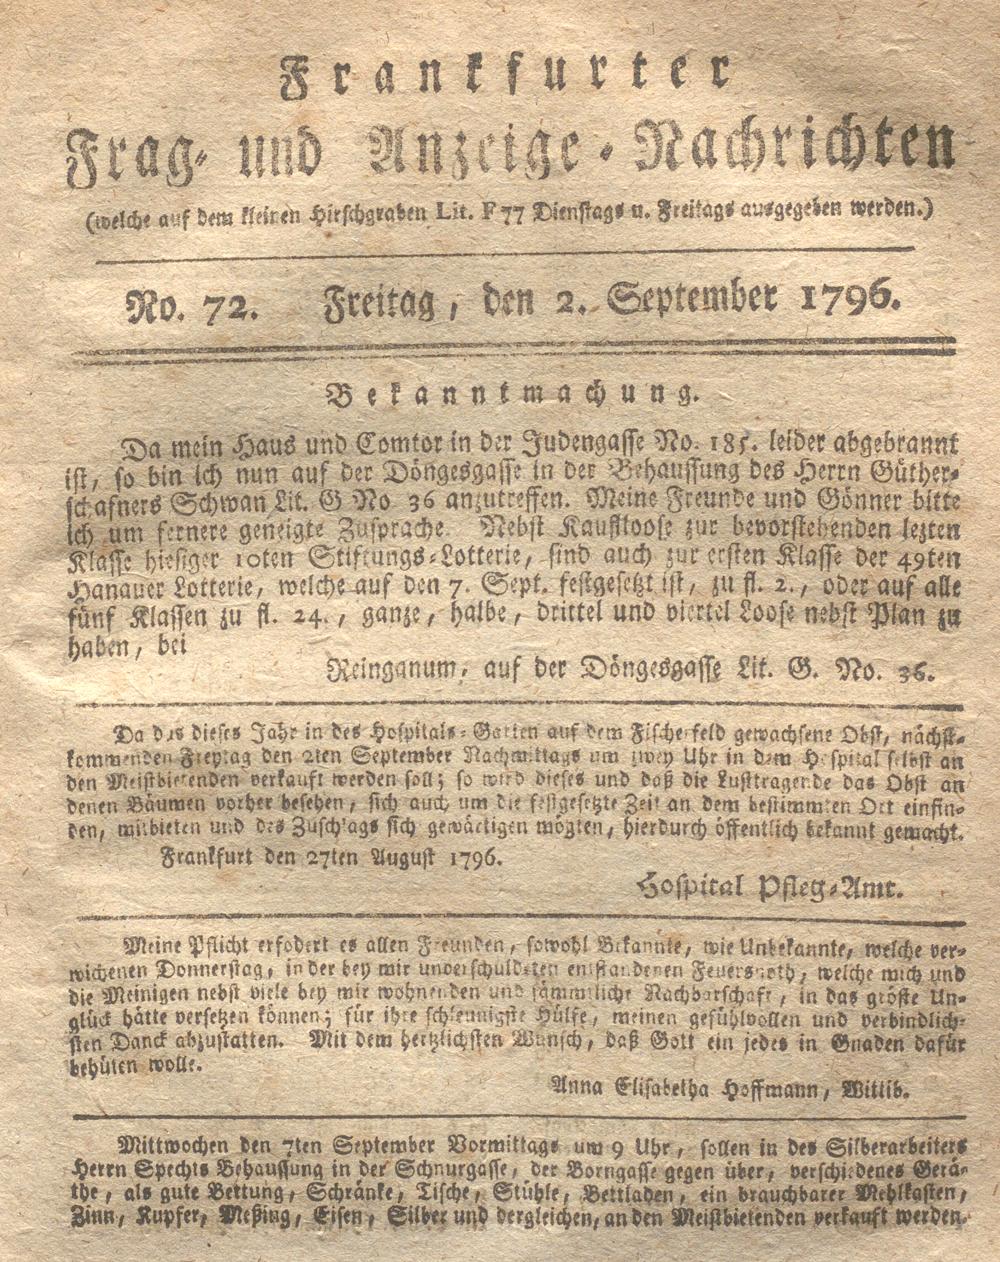 Frankfurter
Frag- und Anzeige-Nachrichten
(welche auf dem kleinen Hirschgraben Lit. F 77 Dienstags u. Freitags ausgegeben werden.)
No. 72. Freitag, den 2. September 1796.
Bekanntmachung.
Da mein Haus und Comtor in der Judengasse No. 185. leider abgebrannt
ist, so bin ich nun auf der Döngesgasse in der Behaussung des Herrn Güther-
schafners Schwan Lit. G No 36 anzutreffen. Meine Freunde und Gönner bitte
ich um fernere geneigte Zusprache. Nebst Kaufloose zur bevorstehenden lezten
Klasse hiesiger 10ten Stiftungs-Lotterie, sind auch zur ersten Klasse der 49ten
Hanauer Lotterie, welche auf den 7. Sept. festgesetzt ist, zu fl. 2., oder auf alle
fünf Klassen zu fl. 24., ganze, halbe, drittel und viertel Loose nebst Plan zu
haben, bei
Reinganum, auf der Döngesgasse Lit. G. No. 36.
Da das dieses Jahr in des Hospitals-Garten auf dem Fischerfeld gewachsene Obst, nächst-
kommenden Freytag den 2ten September Nachmittags um zwey Uhr in dem Hospital selbst an
den Meistbietenden verkauft werden soll; so wird dieses und daß die Lusttragende das Obst an
denen Bäumen vorher besehen, sich auch um die festgesetzte Zeit an dem bestimmten Ort einfin-
den, mitbieten und des Zuschlags sich gewärtigen mögten, hierdurch öffentlich bekannt gemacht.
Frankfurt den 27ten August 1796.
Hospital Pfleg-Amt.
Meine Pflicht erfodert es allen Freunden, sowohl Bekannte, wie Unbekannte, welche ver-
wichenen Donnerstag, in der bey mir unverschuldeten entstandenen Feuersnoth, welche mich und
die Meinigen nebst viele bey mir wohnenden und sämmtliche Nachbarschaft, in das gröste Un-
glück hätte versetzen können; für ihre schleunigste Hülfe, meinen gefühlvollen und verbindlich-
sten Danck abzustatten. Mit dem hertzlichsten Wunsch, daß Gott ein jedes in Gnaden dafür
behüten wolle.
Anna Elisabetha Hoffmann, Wittib.
Mittwochen den 7ten September Vormittags um 9 Uhr, sollen in des Silberarbeiters
Herrn Spechts Behaussung in der Schnurgasse, der Borngasse gegen über, verschiedenes Gerä-
the, als gute Bettung, Schränke, Tische, Stühle, Bettladen, ein brauchbarer Mehlkasten,
Zinn, Kupfer, Meßing, Eisen, Silber und dergleichen, an den Meistbietenden verkauft werden.